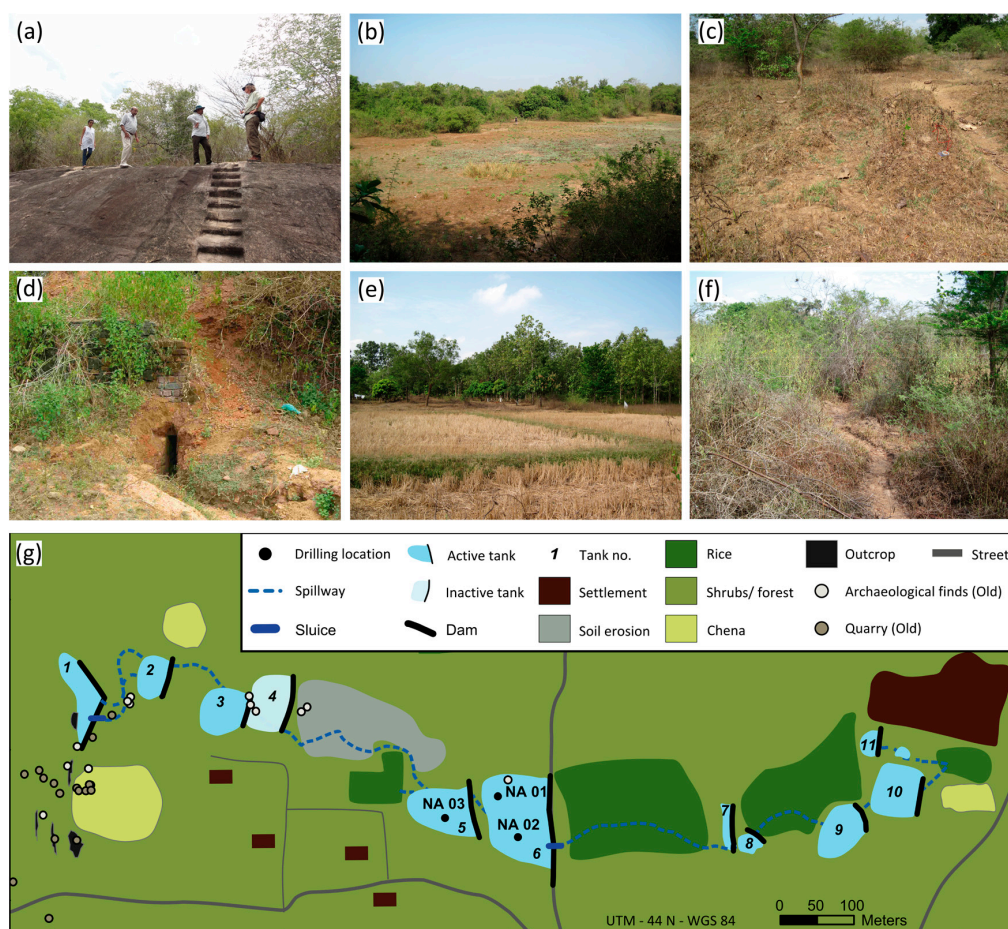 (a)
(b)
(c)
(d)
(e)
(f)
(g)
Drilling location
Active tank
1 Tank no.
Rice
Outcrop
Street
Spillway
Inactive tank
Settlement
Shrubs/ forest
Archaeological finds (Old)
Sluice
Dam
Soil erosion
Chena
Quarry (Old)
1
2
3
4
11
10
NA 03
5
NA 01
NA 02
6
7
8
9
0 50 100
Meters
UTM - 44 N - WGS 84